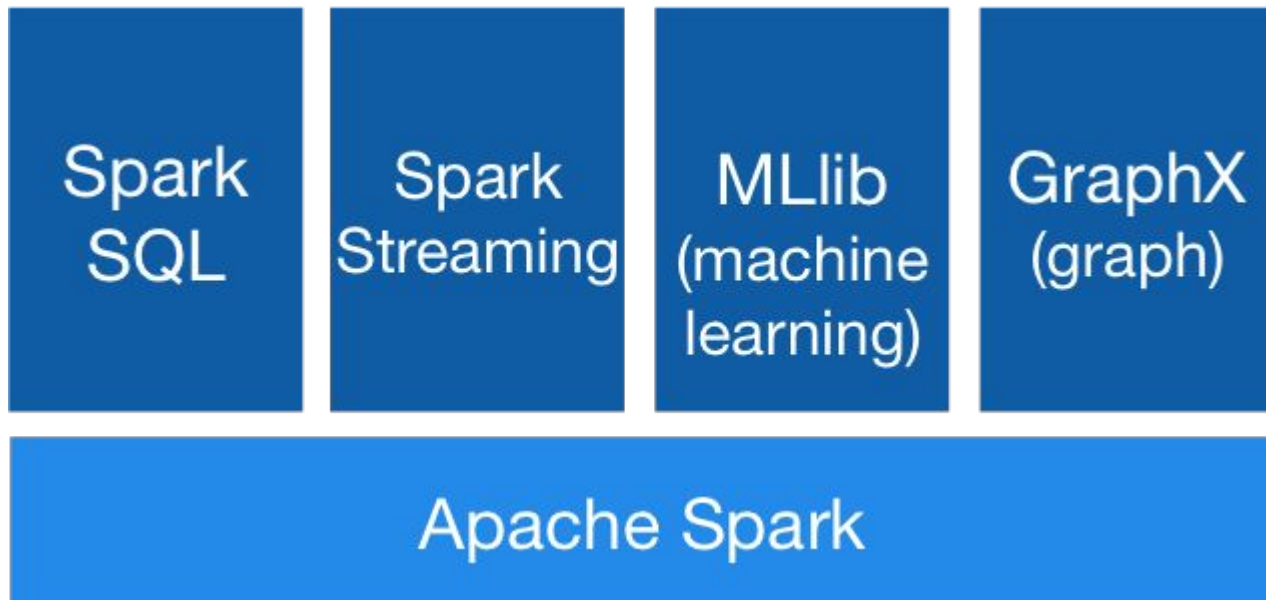 Spark
SQL
Spark
Streaming
MLlib
(machine
learning)
GraphX
(graph)
Apache Spark